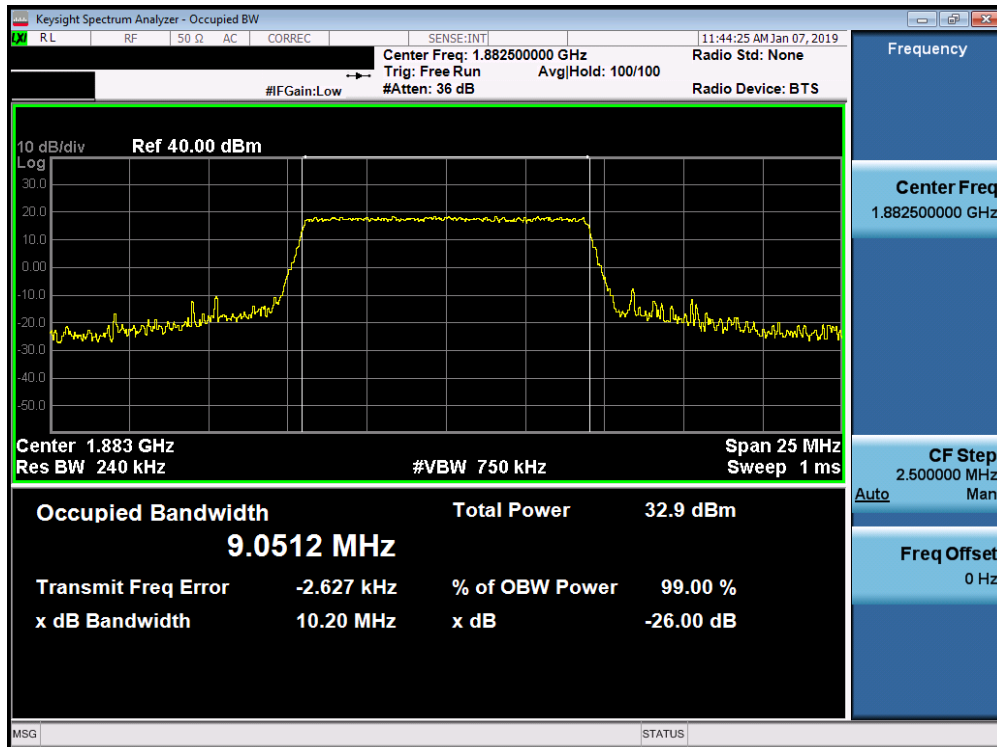 Keysight Spectrum Analyzer - Occupied BW
LXI RL RF 50 Ω AC CORREC SENSE:INT 11:44:25 AM Jan 07, 2019
Center Freq: 1.882500000 GHz Radio Std: None
Trig: Free Run Avg|Hold: 100/100
#IFGain:Low #Atten: 36 dB Radio Device: BTS
10 dB/div Ref 40.00 dBm
Log
30.0
20.0
10.0
0.00
-10.0
-20.0
-30.0
-40.0
-50.0
Center 1.883 GHz Span 25 MHz
Res BW 240 kHz #VBW 750 kHz Sweep 1 ms
Occupied Bandwidth Total Power 32.9 dBm
9.0512 MHz
Transmit Freq Error -2.627 kHz % of OBW Power 99.00 %
x dB Bandwidth 10.20 MHz x dB -26.00 dB
Frequency
Center Freq
1.882500000 GHz
CF Step
2.500000 MHz
Auto Man
Freq Offset
0 Hz
MSG STATUS